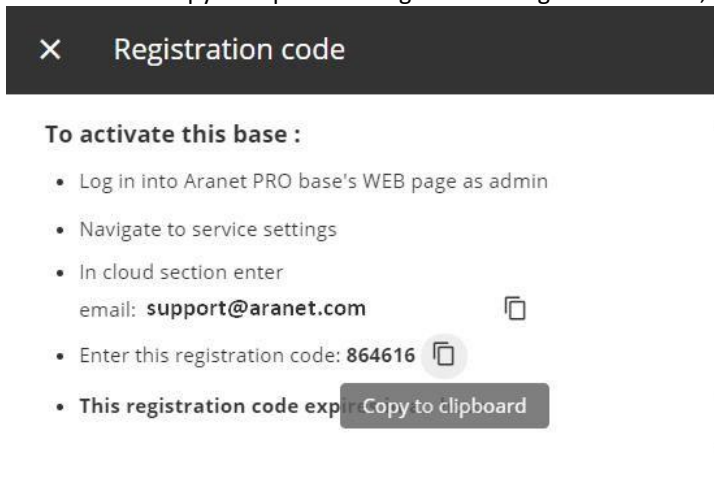 Registration code
To activate this base :
Log in into Aranet PRO base's WEB page as admin
Navigate to service settings
In cloud section enter
email: support@aranet.com
Enter this registration code: 864616
This registration code
Copy to clipboard